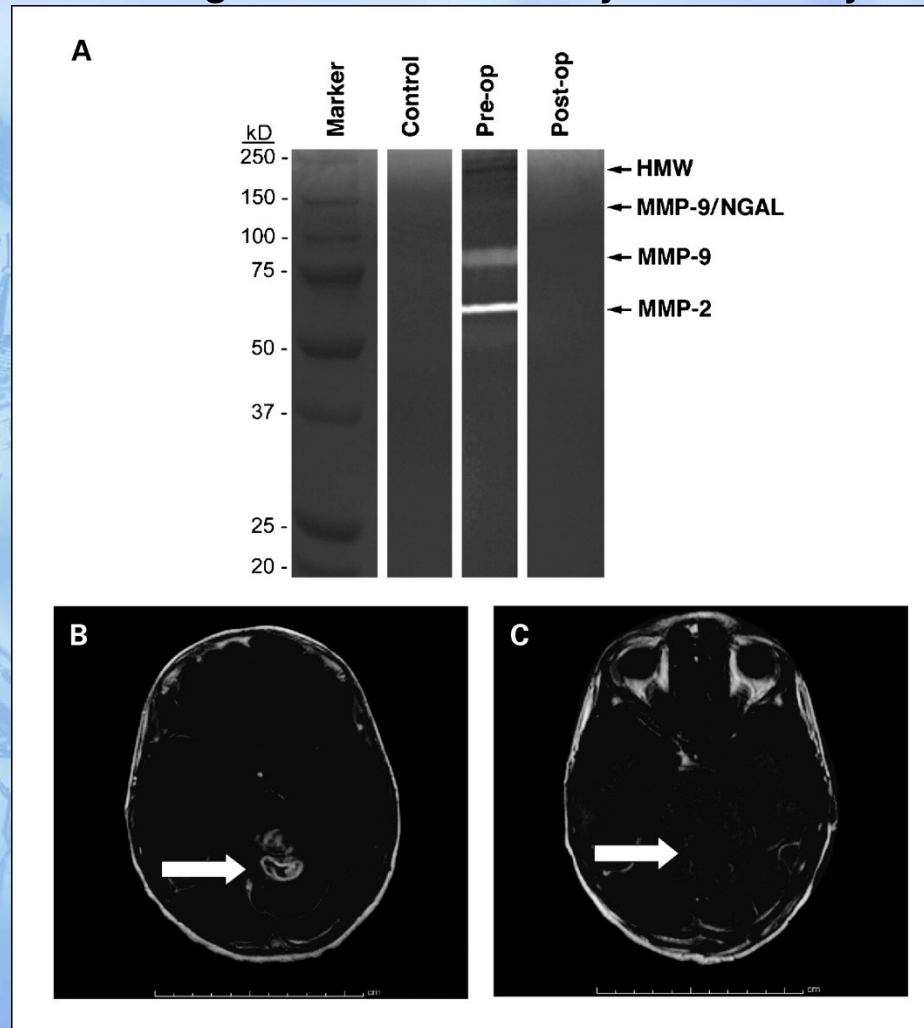 A
Marker
Control
Pre-op
Post-op
kD
250 -
150 -
100 -
75 -
50 -
37 -
25 -
20 -
HMW
MMP-9/NGAL
MMP-9
MMP-2
B
cm
C
cm